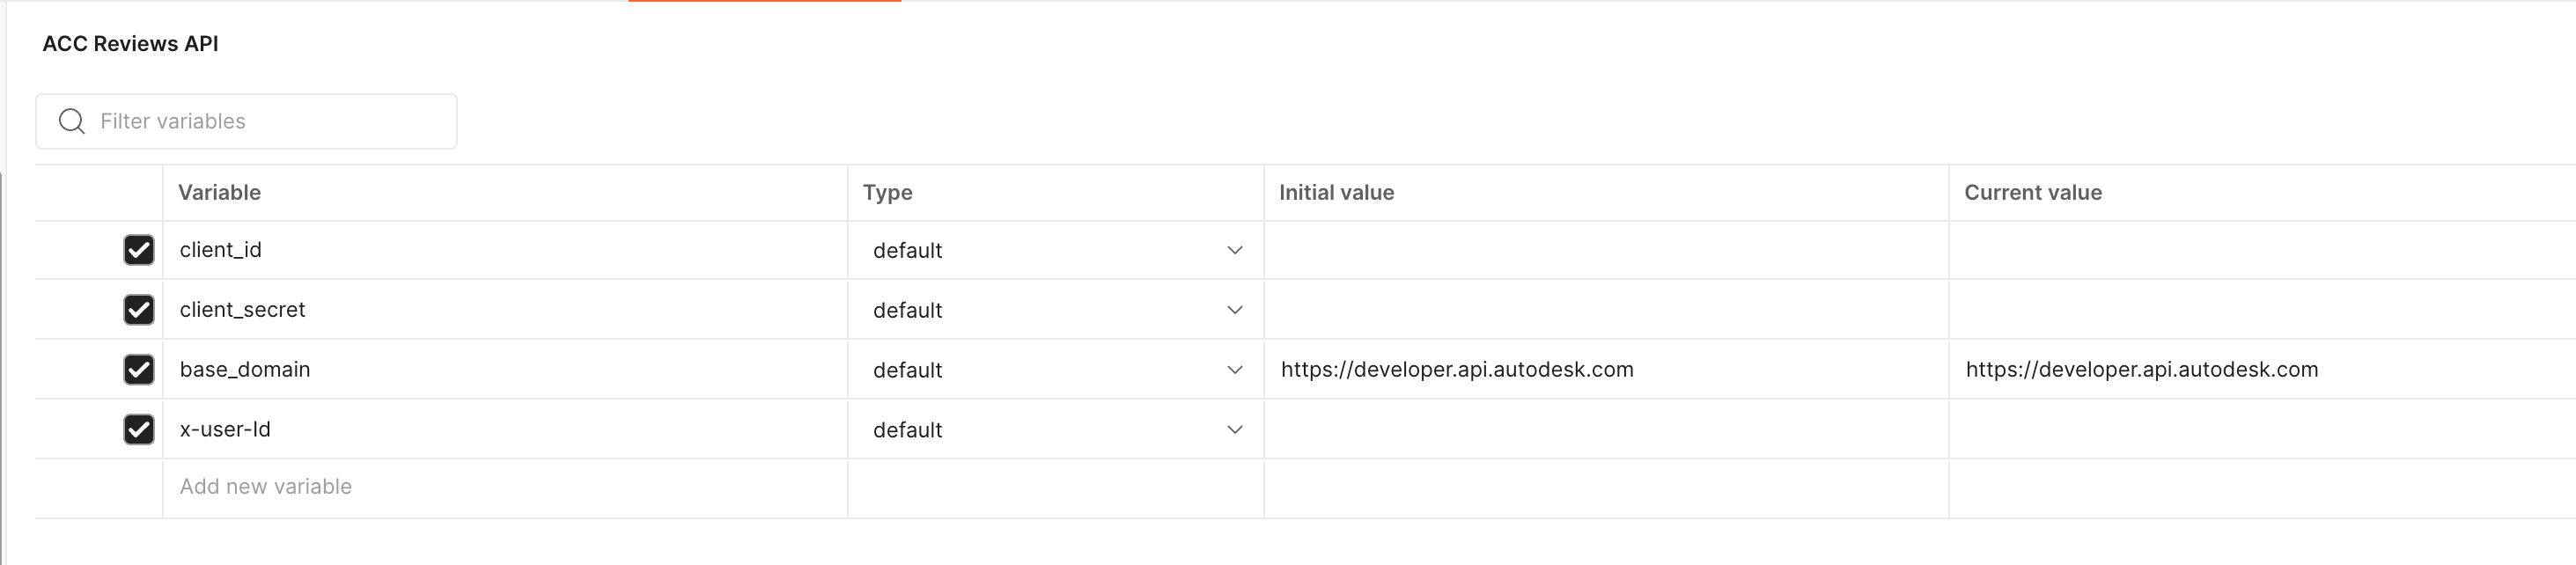 ACC Reviews API
Filter variables
Variable Type Initial value Current value
client_id default
client_secret default
base_domain default https://developer.api.autodesk.com https://developer.api.autodesk.com
x-user-Id default
Add new variable